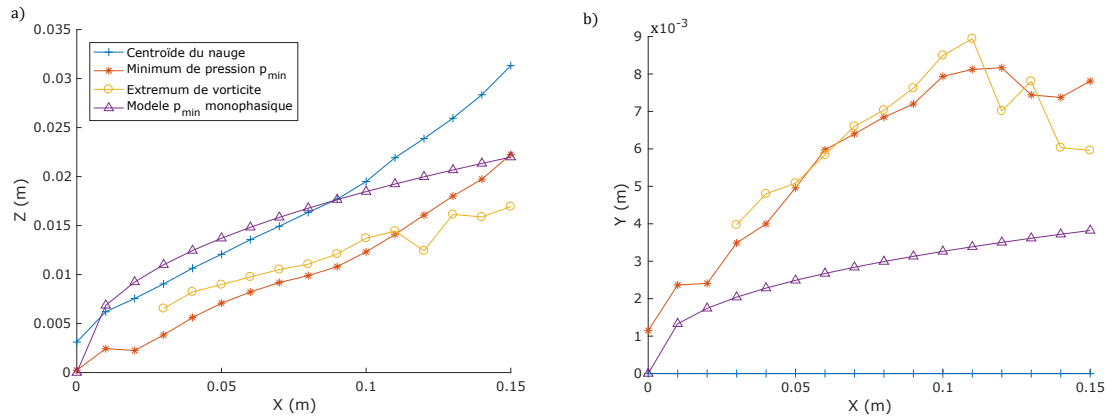 a)
0.035
0.03
0.025
0.02
0.015
0.01
0.005
0
Z (m)
Centroïde du nauge
Minimum de pression p_min
Extremum de vorticite
Modele p_min monophasique
0 0.05 0.1 0.15
X (m)
b)
x10-3
9
8
7
6
5
4
3
2
1
0
Y (m)
0 0.05 0.1 0.15
X (m)